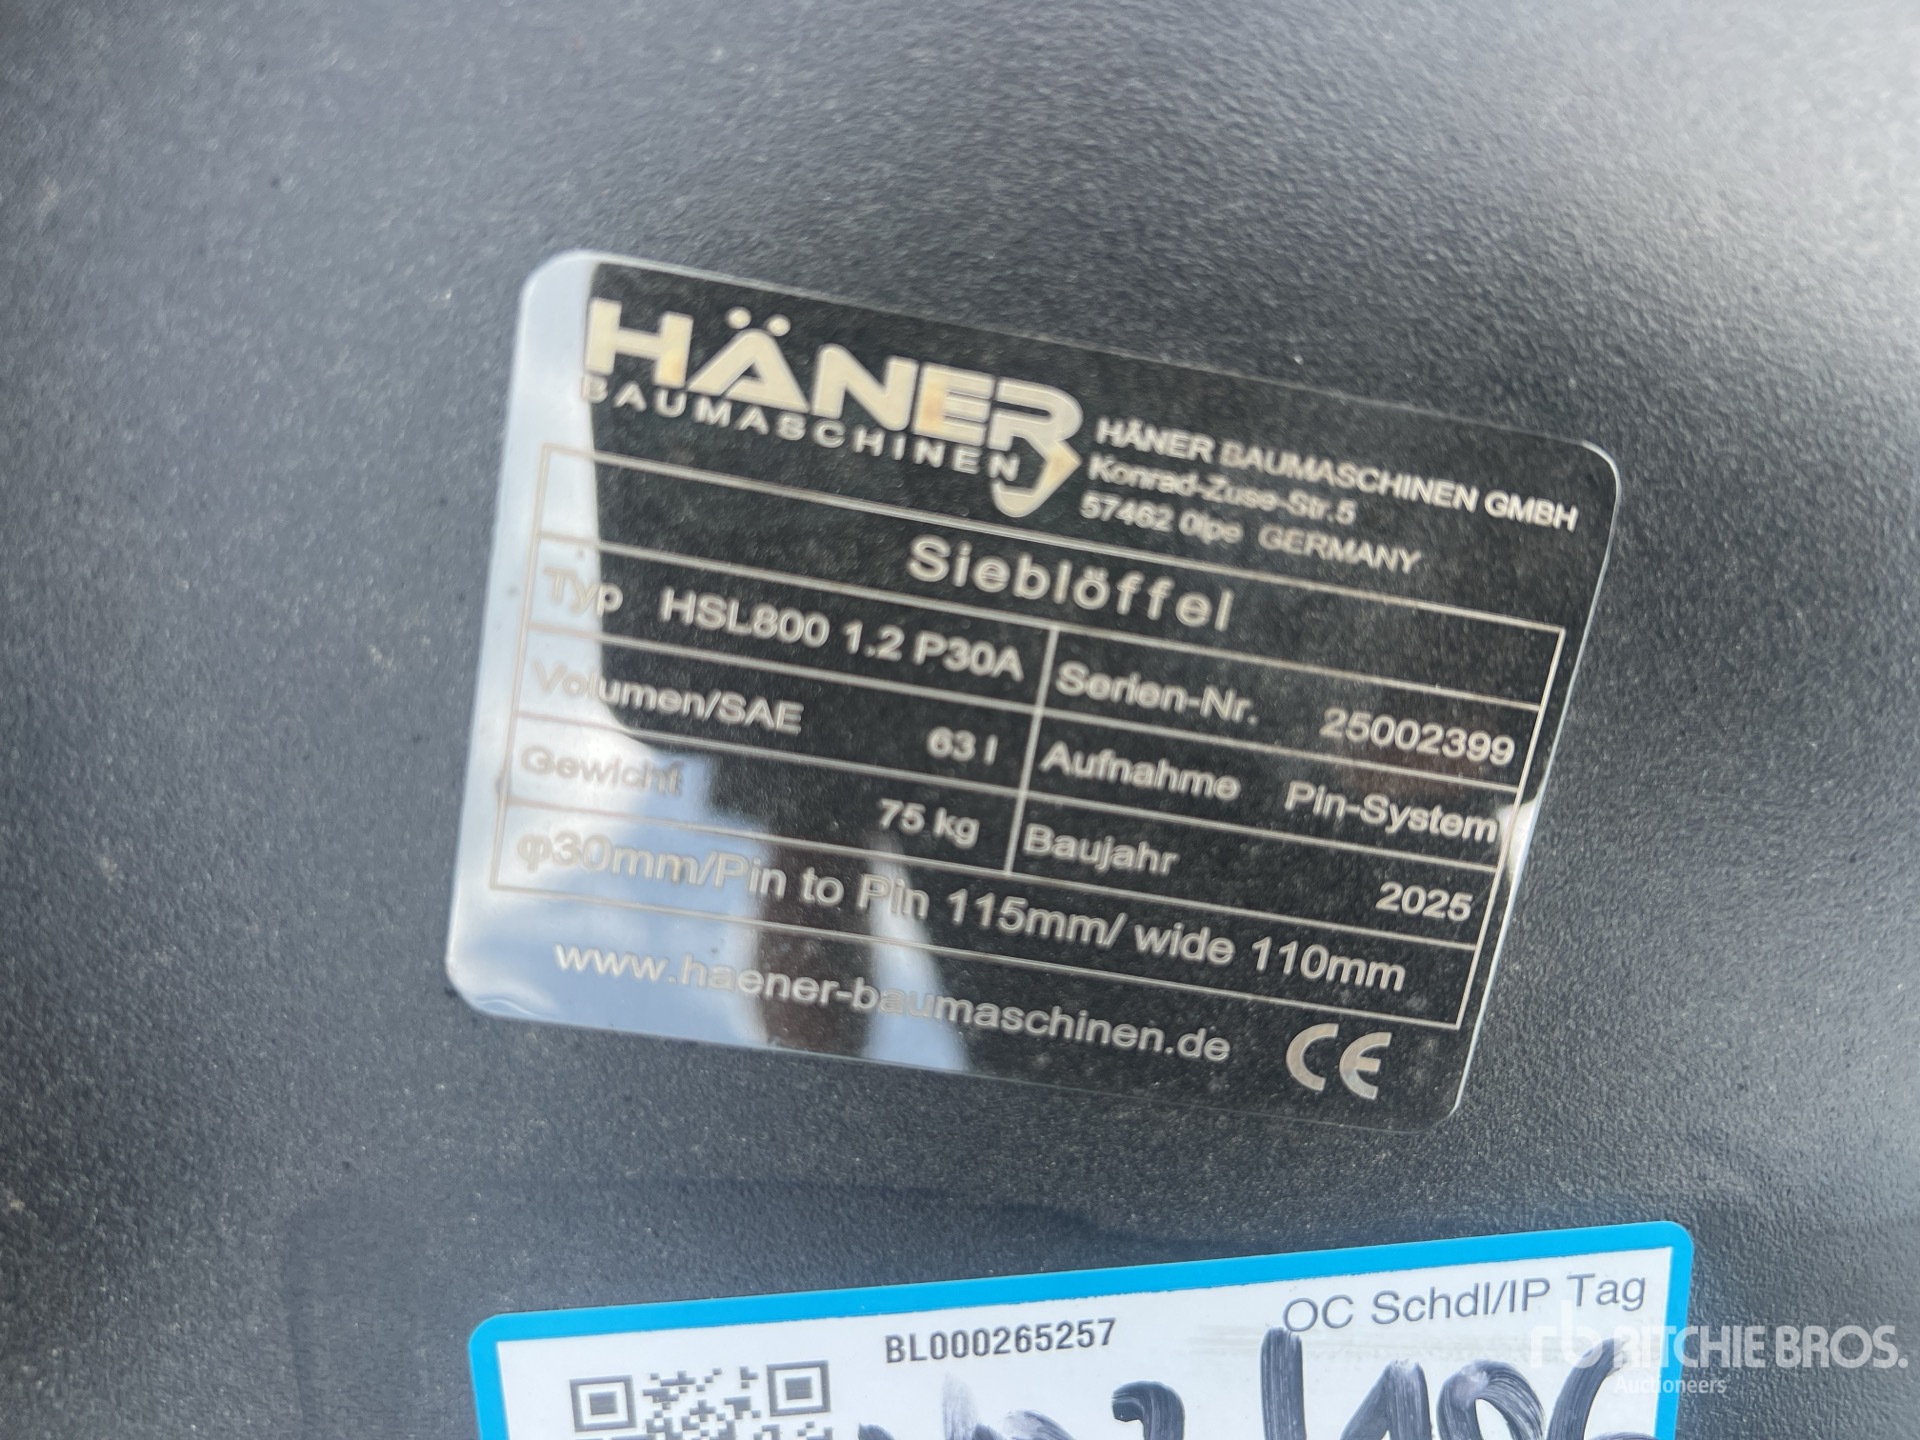 HÄNER
BAUMASCHINEN
HÄNER BAUMASCHINEN GMBH
Konrad-Zuse-Str.5
57462 Olpe GERMANY
Sieblöffel
Typ HSL800 1.2 P30A Serien-Nr. 25002399
Volumen/SAE 63 l Aufnahme Pin-System
Gewicht 75 kg Baujahr 2025
φ30mm/Pin to Pin 115mm/ wide 110mm
www.haener-baumaschinen.de CE
OC Schdl/IP Tag
BL000265257
rb RITCHIE BROS.
Auctioneers